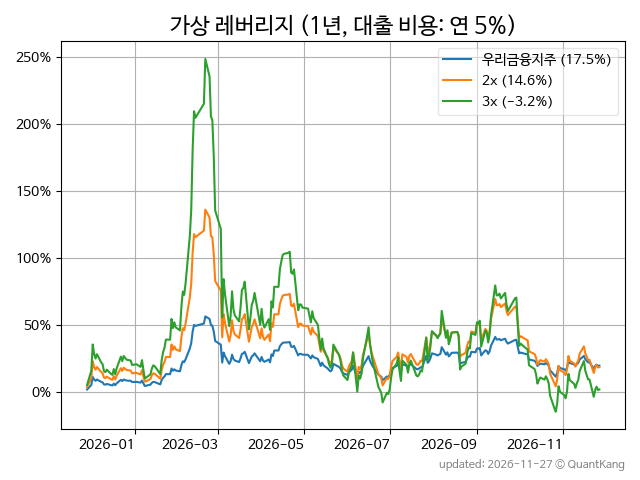 가상 레버리지 (1년, 대출 비용: 연 5%)
250%
200%
150%
100%
50%
0%
우리금융지주 (17.5%)
2x (14.6%)
3x (−3.2%)
2026-01
2026-03
2026-05
2026-07
2026-09
2026-11
updated: 2026-11-27 © QuantKang